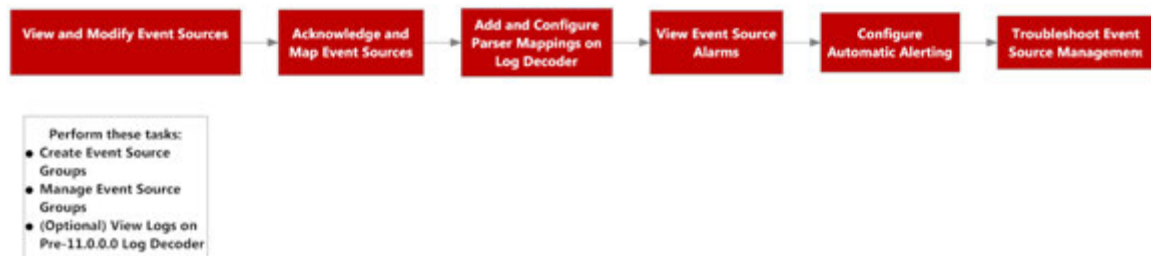 View and Modify Event Sources
Acknowledge and
Map Event Sources
Add and Configure
Parser Mappings on
Log Decoder
View Event Source
Alarms
Configure
Automatic Alerting
Troubleshoot Event
Source Management
Perform these tasks:
● Create Event Source
Groups
● Manage Event Source
Groups
● (Optional) View Logs on
Pre-11.0.0.0 Log Decoder